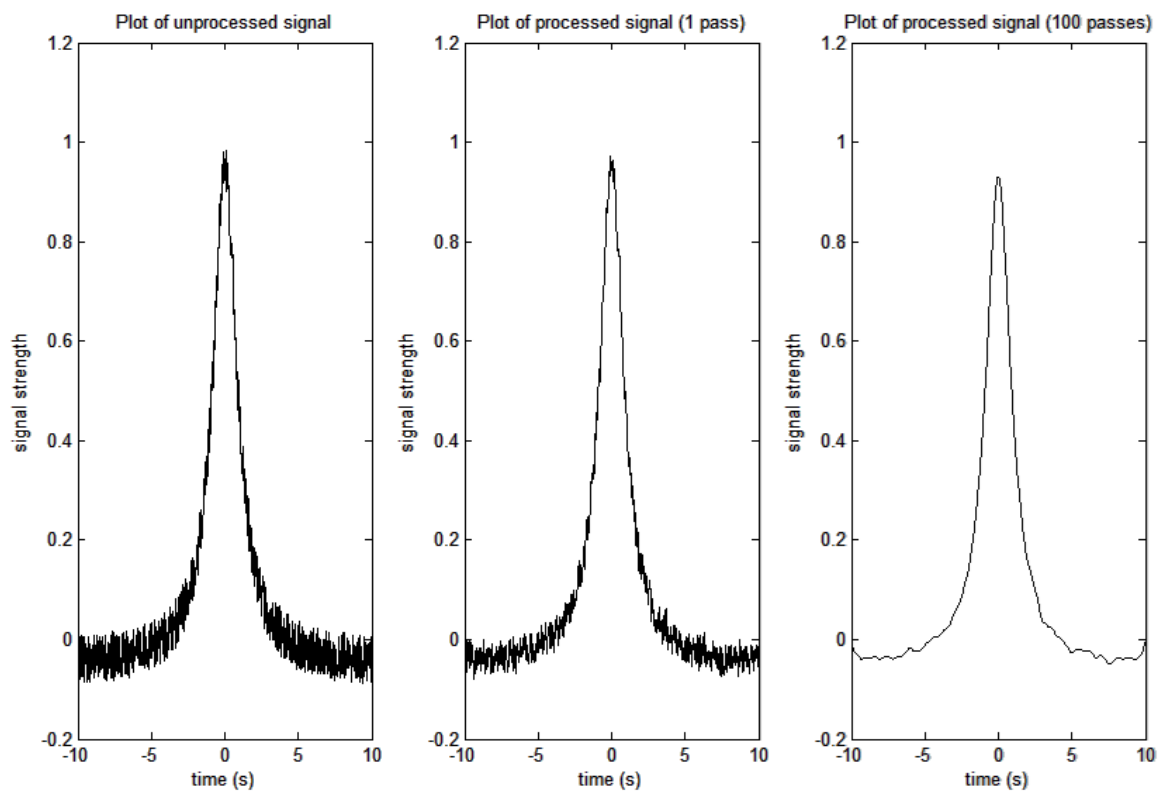 Plot of unprocessed signal
1.2
1
0.8
0.6
0.4
0.2
0
-0.2
signal strength
-10 -5 0 5 10
time (s)
Plot of processed signal (1 pass)
1.2
1
0.8
0.6
0.4
0.2
0
-0.2
signal strength
-10 -5 0 5 10
time (s)
Plot of processed signal (100 passes)
1.2
1
0.8
0.6
0.4
0.2
0
-0.2
signal strength
-10 -5 0 5 10
time (s)